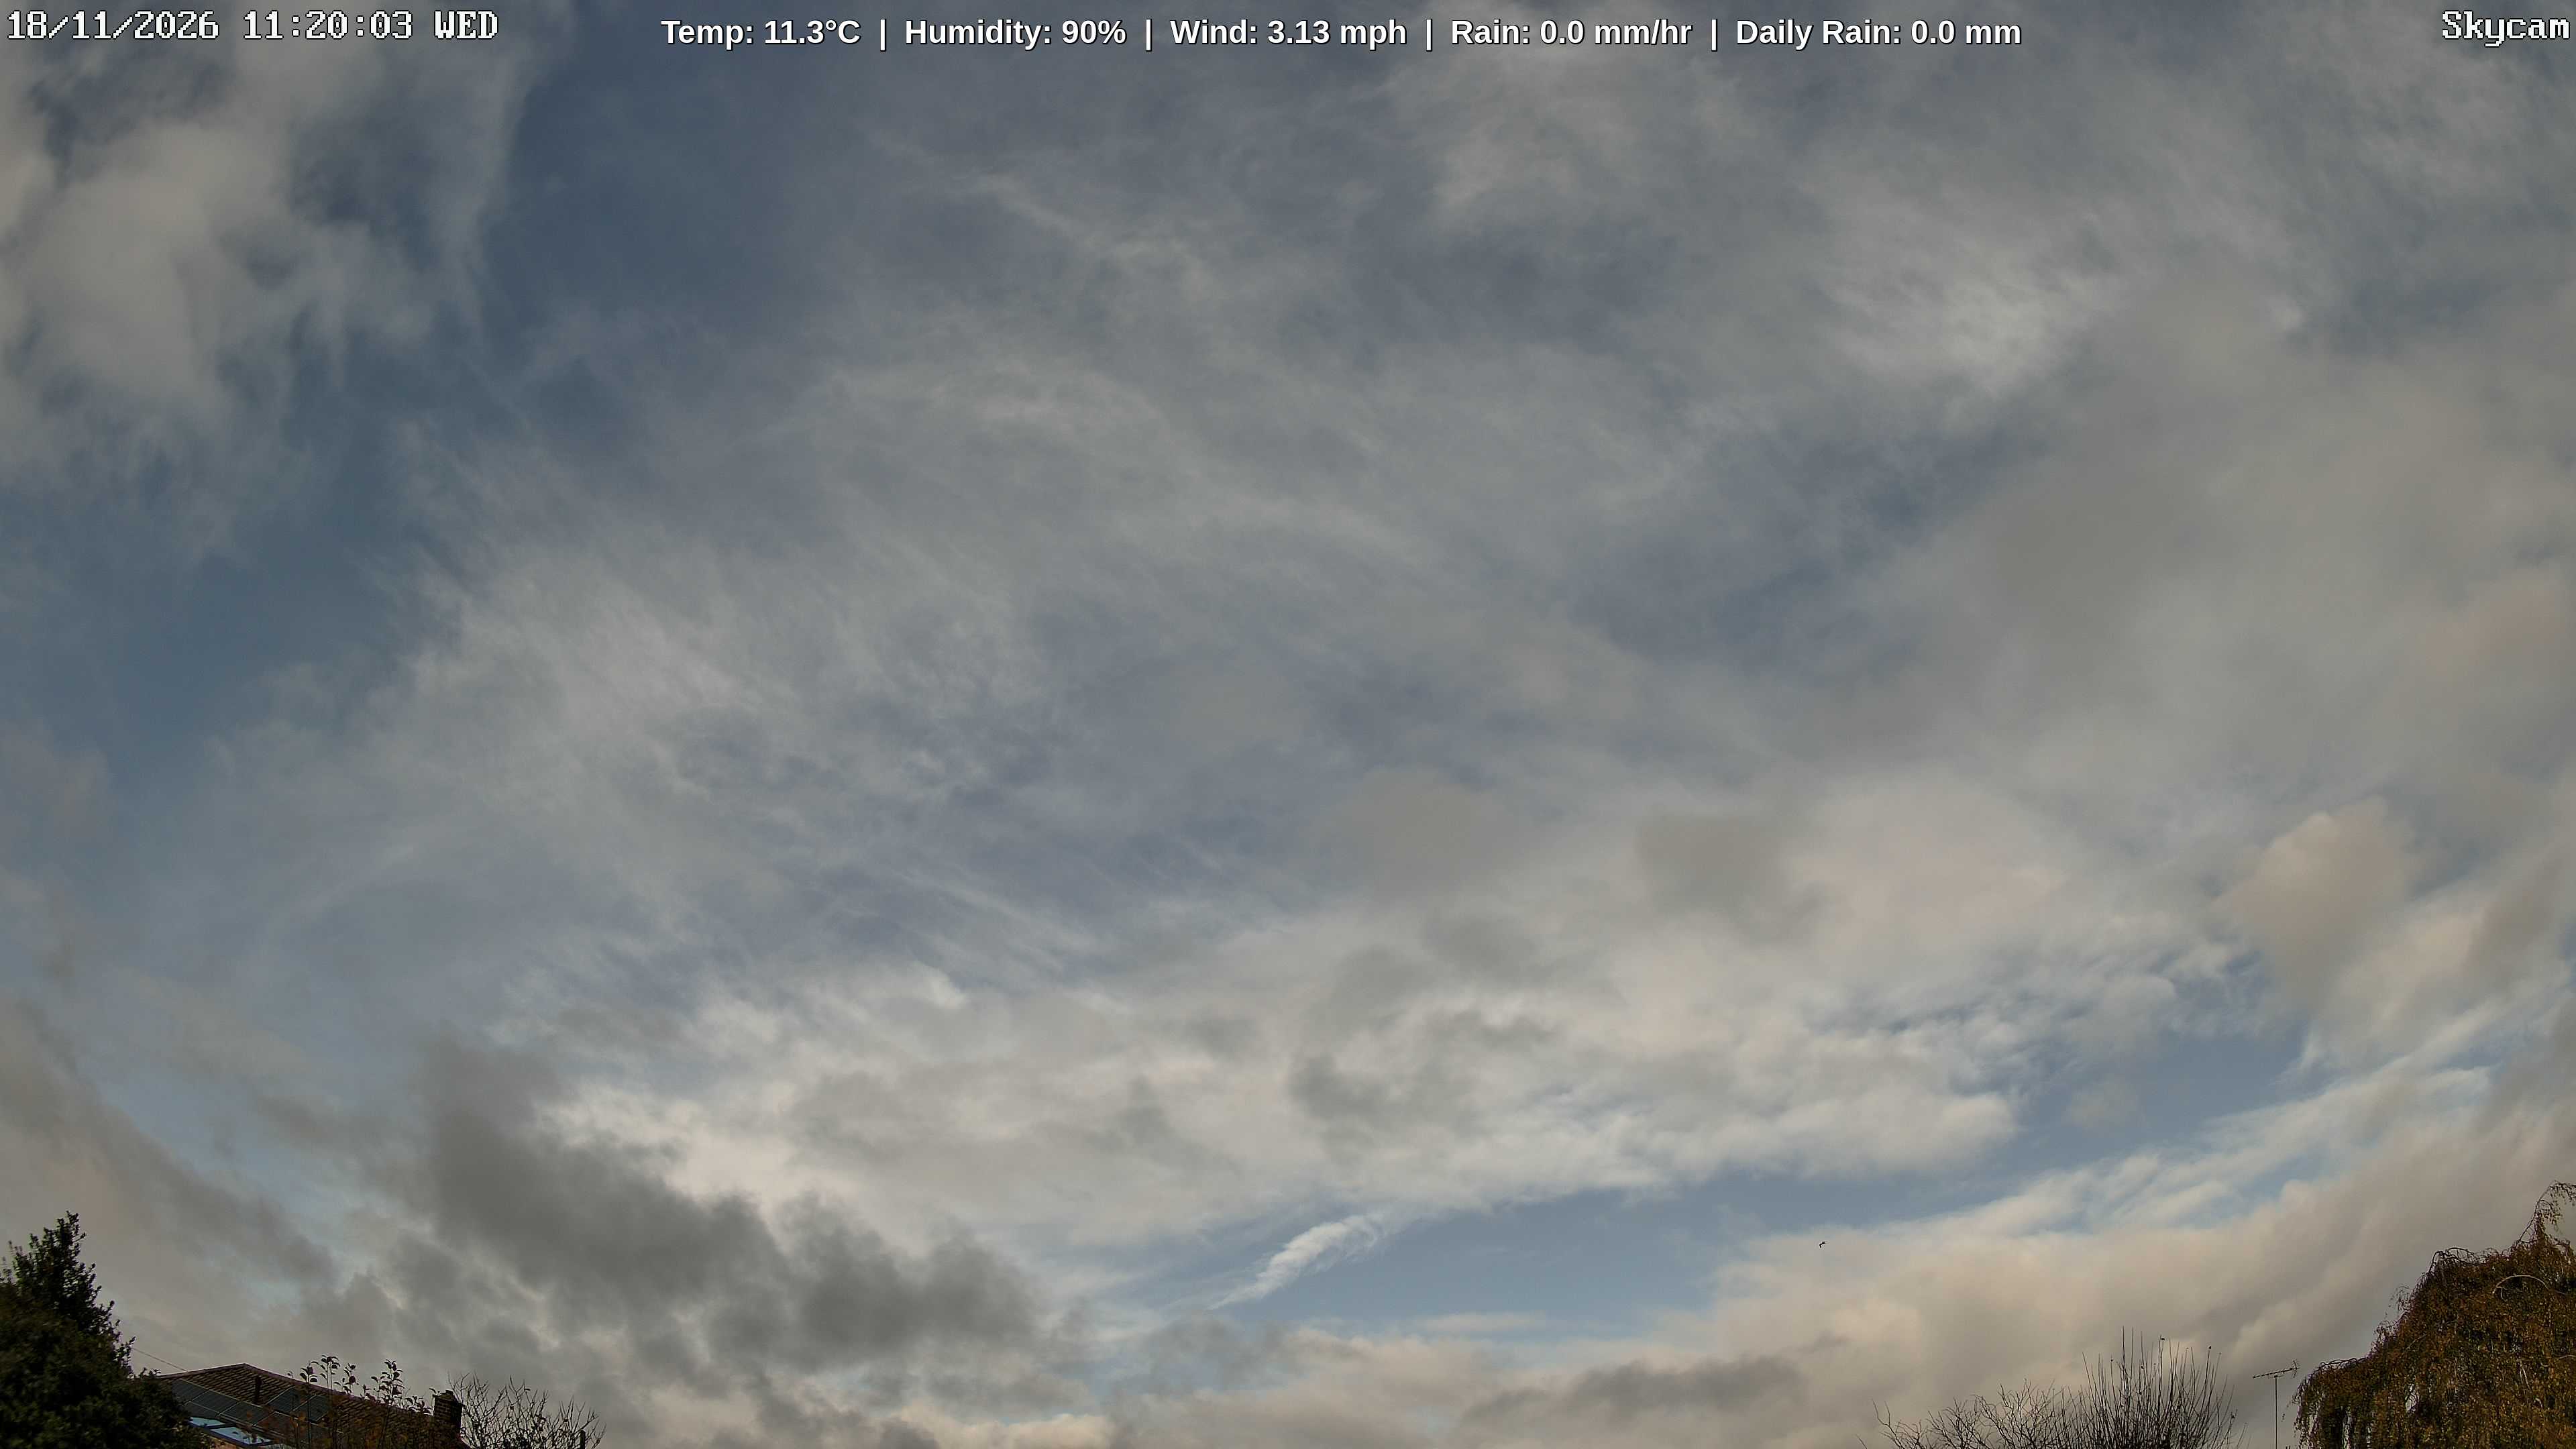 18/11/2026 11:20:03 WED
Temp: 11.3°C | Humidity: 90% | Wind: 3.13 mph | Rain: 0.0 mm/hr | Daily Rain: 0.0 mm
Skycam